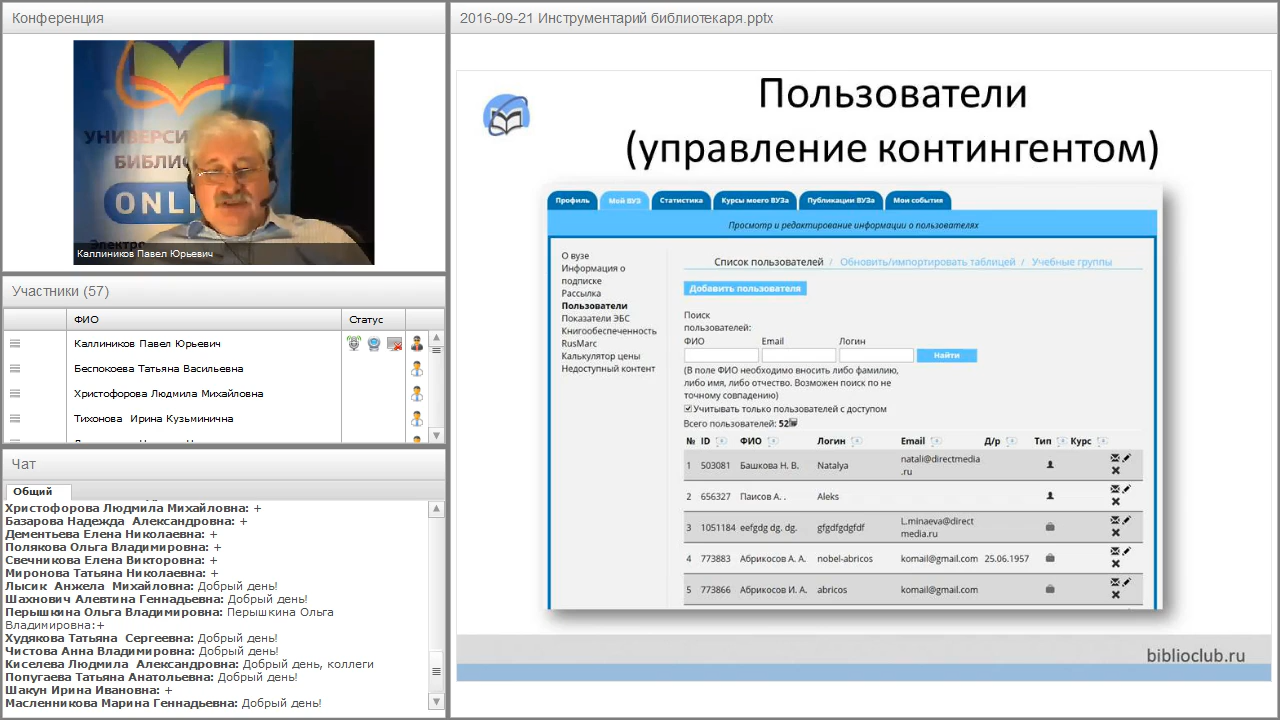 Конференция
УНИВЕРСИ
БИБЛИО
ONLI
Электро
Каллиников Павел Юрьевич
Участники (57)
ФИО Статус
Каллиников Павел Юрьевич
Беспокоева Татьяна Васильевна
Христофорова Людмила Михайловна
Тихонова Ирина Кузьминична
Чат
Общий
Христофорова Людмила Михайловна: +
Базарова Надежда Александровна: +
Дементьева Елена Николаевна: +
Полякова Ольга Владимировна: +
Свечникова Елена Викторовна: +
Миронова Татьяна Николаевна: +
Лысик Анжела Михайловна: Добрый день!
Шахнович Алевтина Геннадьевна: Добрый день!
Перышкина Ольга Владимировна: Перышкина Ольга
Владимировна:+
Худякова Татьяна Сергеевна: Добрый день!
Чистова Анна Владимировна: Добрый день!
Киселева Людмила Александровна: Добрый день, коллеги
Попугаева Татьяна Анатольевна: Добрый день!
Шакун Ирина Ивановна: +
Масленникова Марина Геннадьевна: Добрый день!
2016-09-21 Инструментарий библиотекаря.pptx
Пользователи
(управление контингентом)
Профиль Мой ВУЗ Статистика Курсы моего ВУЗа Публикации ВУЗа Мои события
Просмотр и редактирование информации о пользователях
О вузе
Информация о
подписке
Рассылка
Пользователи
Показатели ЭБС
Книгообеспеченность
RusMarc
Калькулятор цены
Недоступный контент
Список пользователей / Обновить/импортировать таблицей / Учебные группы
Добавить пользователя
Поиск
пользователей:
ФИО Email Логин
Найти
(В поле ФИО необходимо вносить либо фамилию,
либо имя, либо отчество. Возможен поиск по не
точному совпадению)
Учитывать только пользователей с доступом
Всего пользователей: 52
№ ID ФИО Логин Email Д/р Тип Курс
1 503081 Башкова Н. В. Natalya natali@directmedia
.ru
2 656327 Паисов А. . Aleks
3 1051184 eefgdg dg. dg. gfgdfgdgfdf L.minaeva@direct
media.ru
4 773883 Абрикосов А. А. nobel-abricos komail@gmail.com 25.06.1957
5 773866 Абрикосов И. А. abricos komail@gmail.com
biblioclub.ru